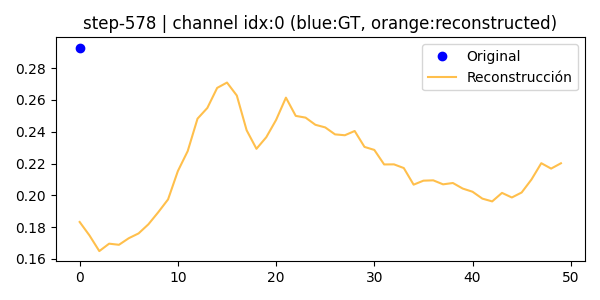 step-578 | channel idx:0 (blue:GT, orange:reconstructed)
Original
Reconstrucción
0.28
0.26
0.24
0.22
0.20
0.18
0.16
0 10 20 30 40 50